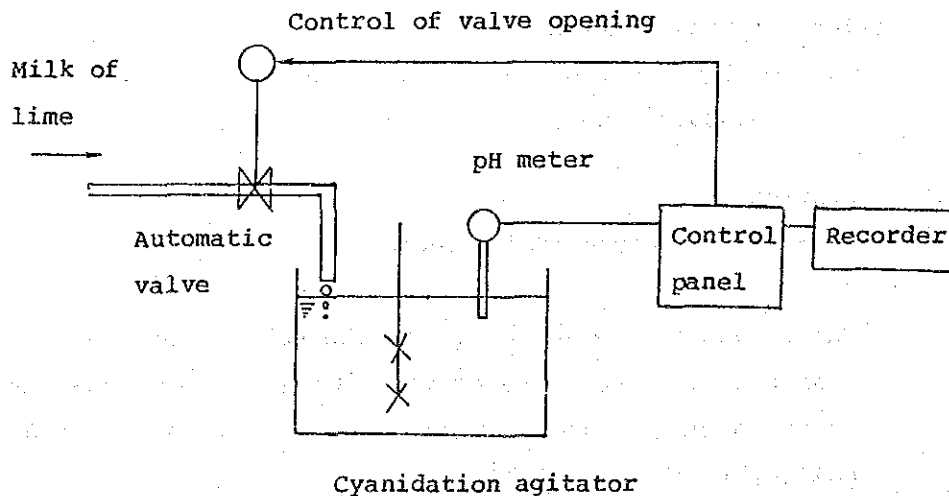 Control of valve opening
Milk of
lime
pH meter
Automatic
valve
Control
panel
Recorder
Cyanidation agitator